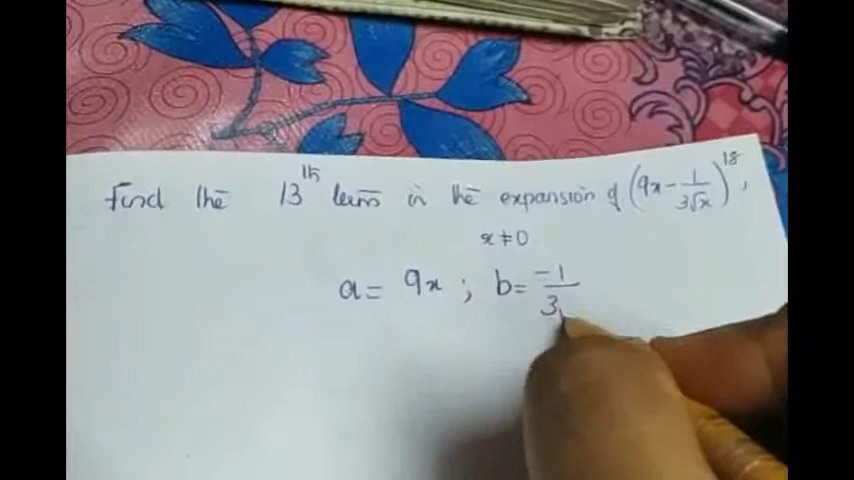 Find the 13th term in the expansion of (9x - 1/3√x)^18,
x ≠ 0
a = 9x ; b = -1/3